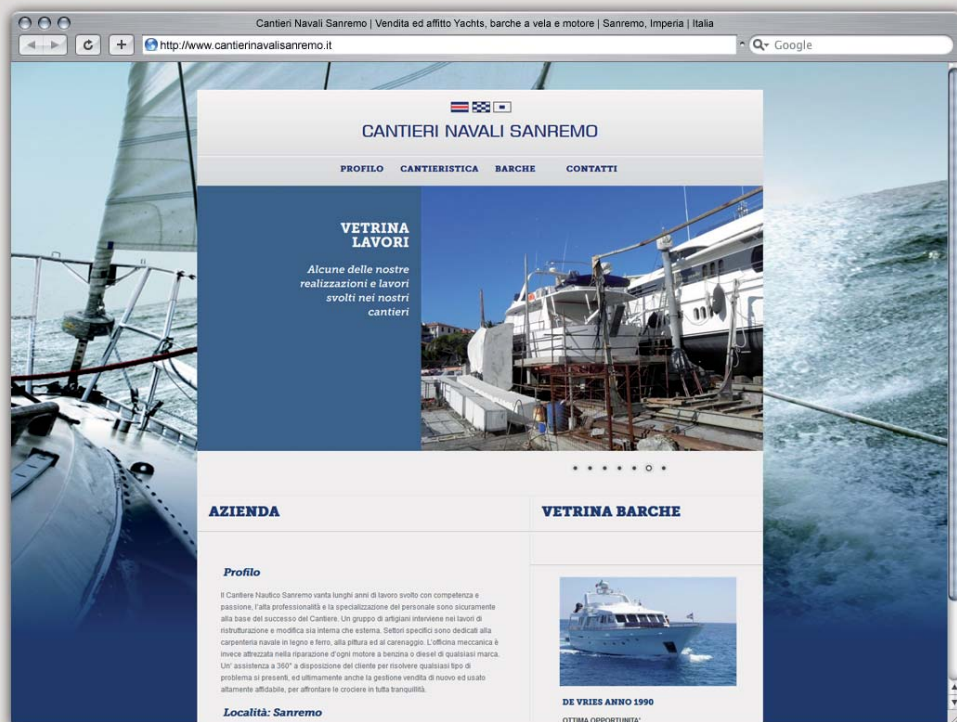 Cantieri Navali Sanremo | Vendita ed affitto Yachts, barche a vela e motore | Sanremo, Imperia | Italia
http://www.cantierinavalisanremo.it
Google
CANTIERI NAVALI SANREMO
PROFILO CANTIERISTICA BARCHE CONTATTI
VETRINA
LAVORI
Alcune delle nostre
realizzazioni e lavori
svolti nei nostri
cantieri
AZIENDA
VETRINA BARCHE
Profilo
Il Cantiere Nautico Sanremo vanta lunghi anni di lavoro svolto con competenza e
passione, l'alta professionalità e la specializzazione del personale sono sicuramente
alla base del successo del Cantiere. Un gruppo di artigiani interviene nei lavori di
ristrutturazione e modifica sia interna che esterna. Settori specifici sono dedicati alla
carpenteria navale in legno e ferro, alla pittura ed al carenaggio. L'officina meccanica è
invece attrezzata nella riparazione d'ogni motore a benzina o diesel di qualsiasi marca.
Un' assistenza a 360° a disposizione del cliente per risolvere qualsiasi tipo di
problema si presenti, ed ultimamente anche la gestione vendita di nuovo ed usato
altamente affidabile, per affrontare le crociere in tutta tranquillità.
Località: Sanremo
DE VRIES ANNO 1990
OTTIMA OPPORTUNITA'